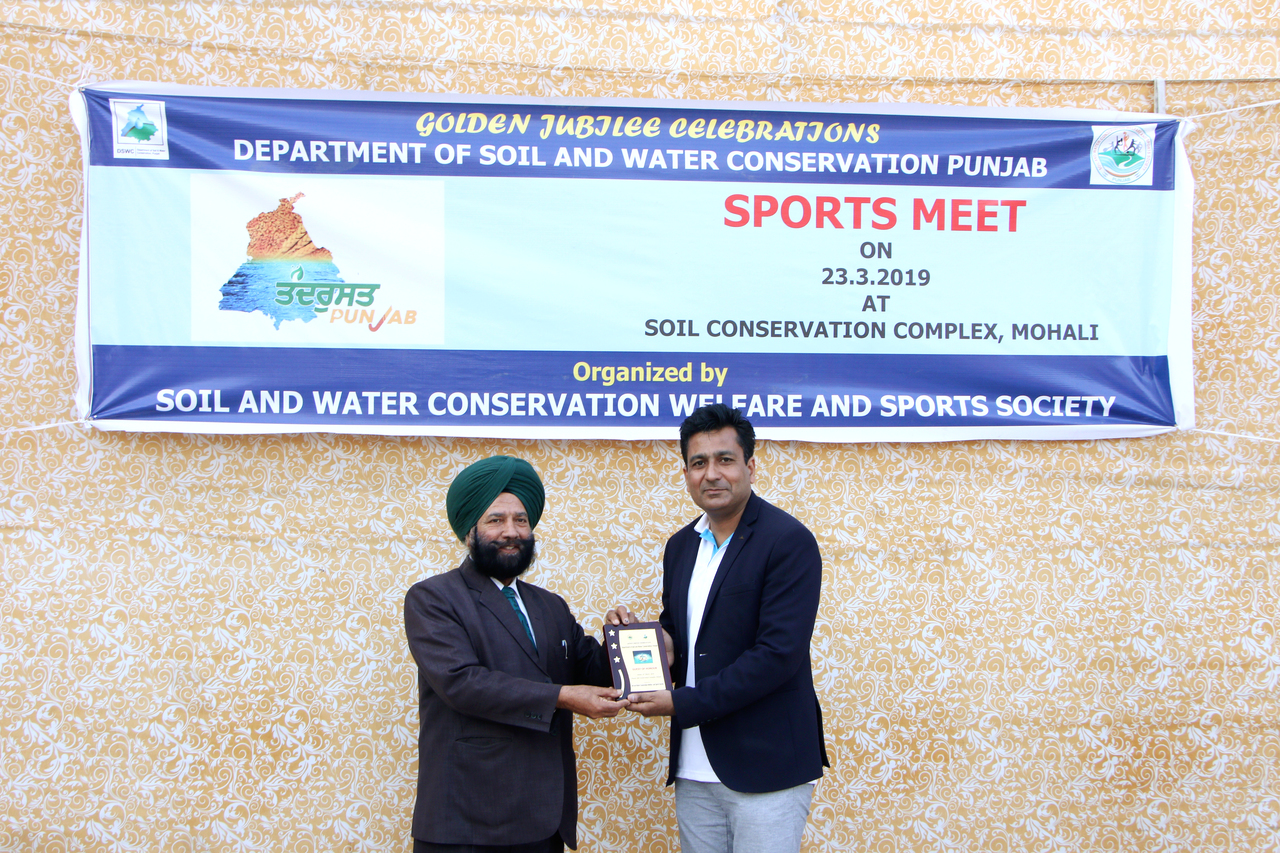 GOLDEN JUBILEE CELEBRATIONS
DEPARTMENT OF SOIL AND WATER CONSERVATION PUNJAB
DSWC
ਤੰਦਰੁਸਤ
PUNJAB
SPORTS MEET
ON
23.3.2019
AT
SOIL CONSERVATION COMPLEX, MOHALI
Organized by
SOIL AND WATER CONSERVATION WELFARE AND SPORTS SOCIETY